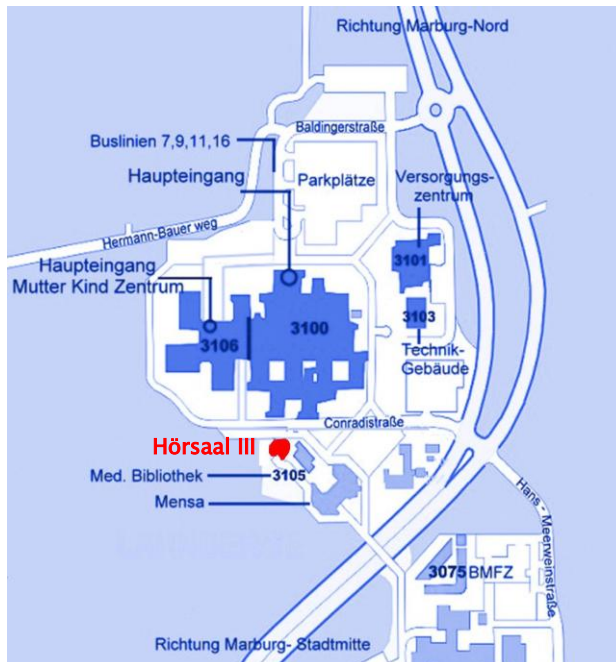 Richtung Marburg-Nord
Baldingerstraße
Buslinien 7,9,11,16
Haupteingang
Parkplätze
Versorgungs-
zentrum
Hermann-Bauer weg
Haupteingang
Mutter Kind Zentrum
3101
3103
3100
3106
Technik-
Gebäude
Conradistraße
Hörsaal III
3105
Med. Bibliothek
Mensa
Hans - Meerweinstraße
3075 BMFZ
Richtung Marburg- Stadtmitte